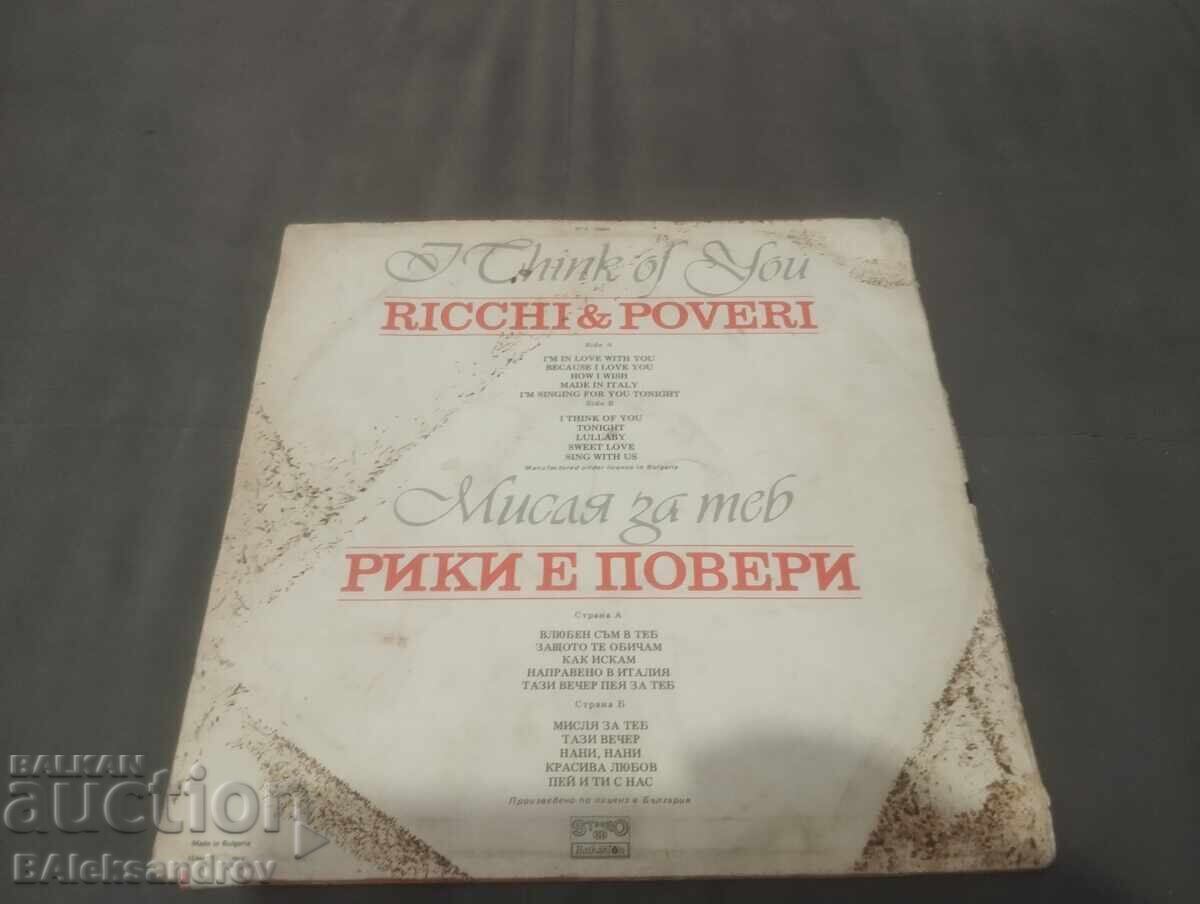 I Think of You
RICCHI & POVERI
Side A
I'M IN LOVE WITH YOU
BECAUSE I LOVE YOU
HOW I WISH
MADE IN ITALY
I'M SINGING FOR YOU TONIGHT
Side B
I THINK OF YOU
TONIGHT
LULLABY
SWEET LOVE
SING WITH US
Manufactured under license in Bulgaria
Мисля за теб
РИКИ Е ПОВЕРИ
Страна А
ВЛЮБЕН СЪМ В ТЕБ
ЗАЩОТО ТЕ ОБИЧАМ
КАК ИСКАМ
НАПРАВЕНО В ИТАЛИЯ
ТАЗИ ВЕЧЕР ПЕЯ ЗА ТЕБ
Страна Б
МИСЛЯ ЗА ТЕБ
ТАЗИ ВЕЧЕР
НАНИ, НАНИ
КРАСИВА ЛЮБОВ
ПЕЙ И ТИ С НАС
Произведено по лиценз в България
STEREO
Balkanton
Made in Bulgaria
BALKAN
auction
BAleksandrov